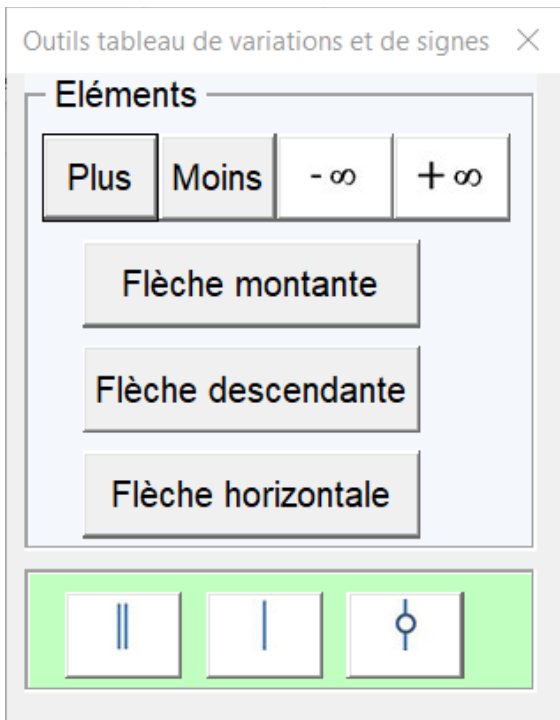 Outils tableau de variations et de signes
Eléments
Plus Moins -∞ +∞
Flèche montante
Flèche descendante
Flèche horizontale